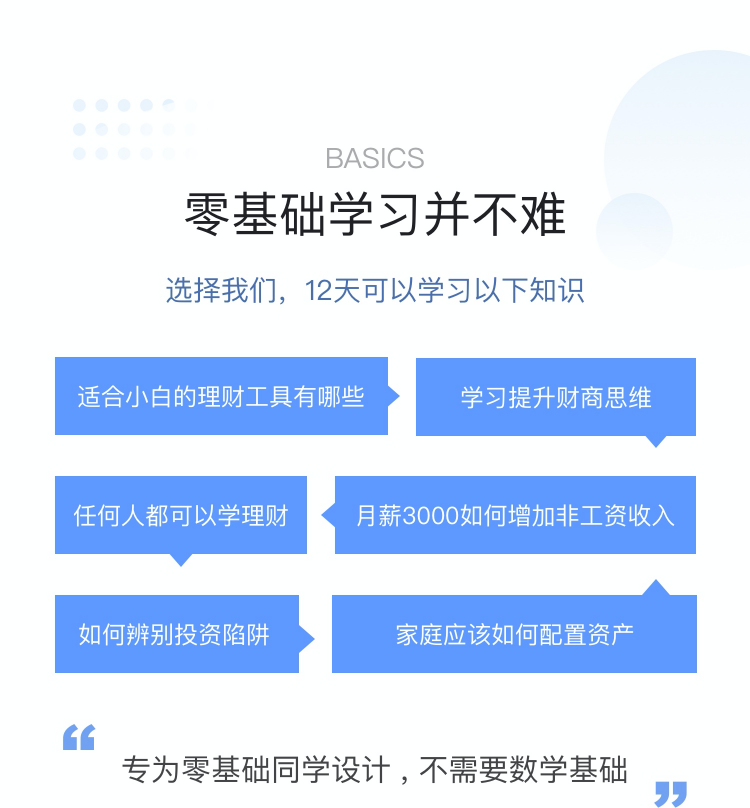 BASICS
零基础学习并不难
选择我们，12天可以学习以下知识
适合小白的理财工具有哪些
学习提升财商思维
任何人都可以学理财
月薪3000如何增加非工资收入
如何辨别投资陷阱
家庭应该如何配置资产
“专为零基础同学设计，不需要数学基础”